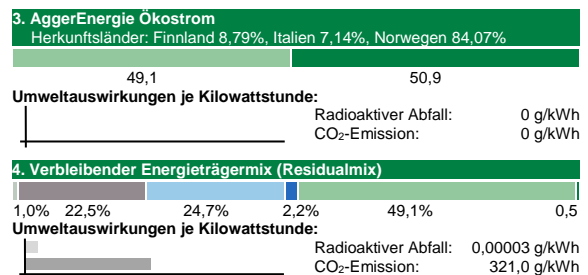 3. AggerEnergie Ökostrom
Herkunftsländer: Finnland 8,79%, Italien 7,14%, Norwegen 84,07%
49,1 50,9
Umweltauswirkungen je Kilowattstunde:
Radioaktiver Abfall: 0 g/kWh
CO₂-Emission: 0 g/kWh
4. Verbleibender Energieträgermix (Residualmix)
1,0% 22,5% 24,7% 2,2% 49,1% 0,5
Umweltauswirkungen je Kilowattstunde:
Radioaktiver Abfall: 0,00003 g/kWh
CO₂-Emission: 321,0 g/kWh